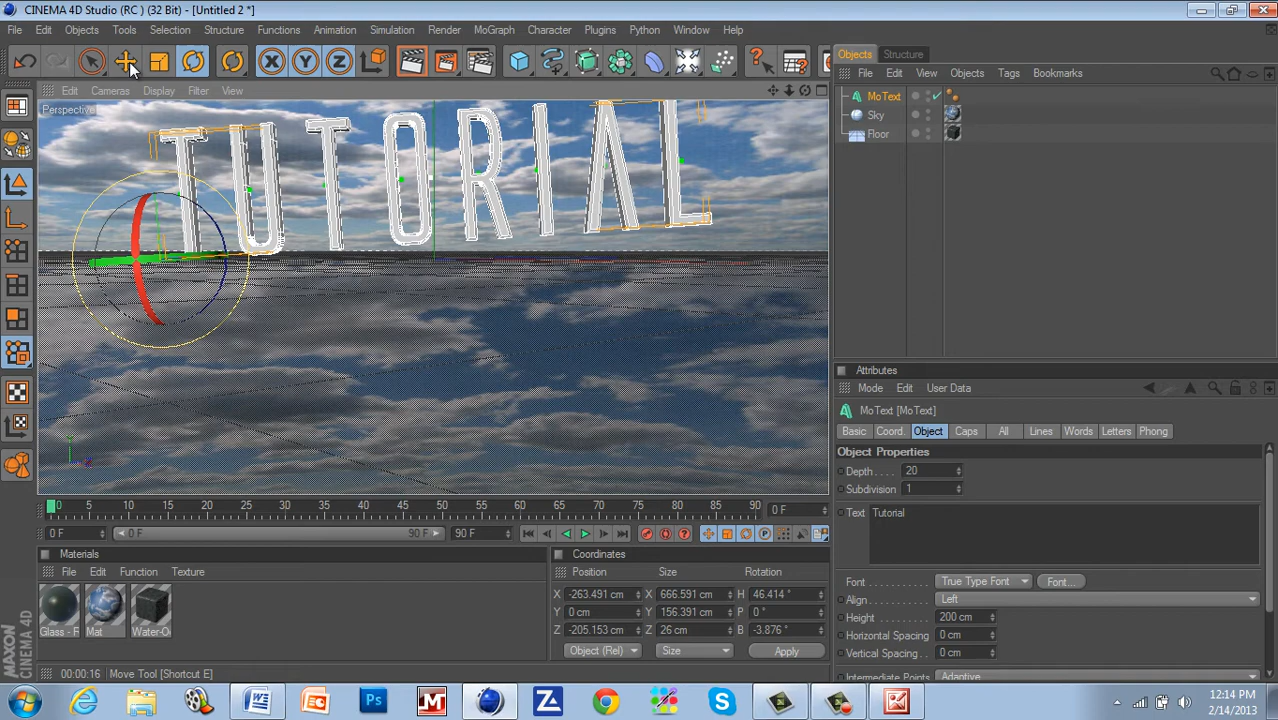 CINEMA 4D Studio (RC ) (32 Bit) - [Untitled 2 *]
File Edit Objects Tools Selection Structure Functions Animation Simulation Render MoGraph Character Plugins Python Window Help
Objects Structure
File Edit View Objects Tags Bookmarks
MoText
Sky
Floor
Edit Cameras Display Filter View
Perspective
TUTORIAL
Attributes
Mode Edit User Data
MoText [MoText]
Basic Coord. Object Caps All Lines Words Letters Phong
Object Properties
Depth . . . . 20
Subdivision 1
Text Tutorial
Font True Type Font Font...
Align Left
Height 200 cm
Horizontal Spacing 0 cm
Vertical Spacing 0 cm
Intermediate Points Adaptive
0 5 10 15 20 25 30 35 40 45 50 55 60 65 70 75 80 85 90 0 F
0 F 0 F 90 F 90 F
Materials
File Edit Function Texture
Glass - R Mat Water-O
Coordinates
Position Size Rotation
X -263.491 cm X 666.591 cm H 46.414 °
Y 0 cm Y 156.391 cm P 0 °
Z -205.153 cm Z 26 cm B -3.876 °
Object (Rel) Size Apply
MAXON CINEMA 4D
00:00:16 Move Tool [Shortcut E]
12:14 PM
2/14/2013